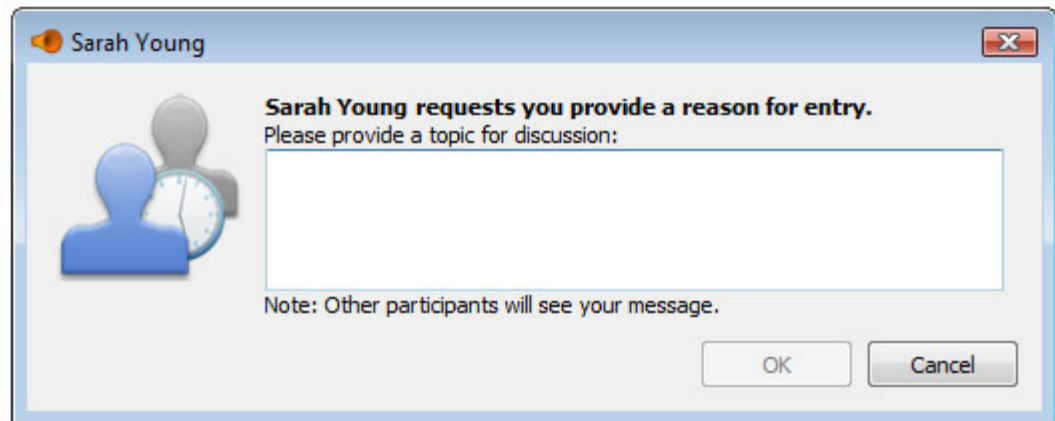 Sarah Young
Sarah Young requests you provide a reason for entry.
Please provide a topic for discussion:
Note: Other participants will see your message.
OK
Cancel